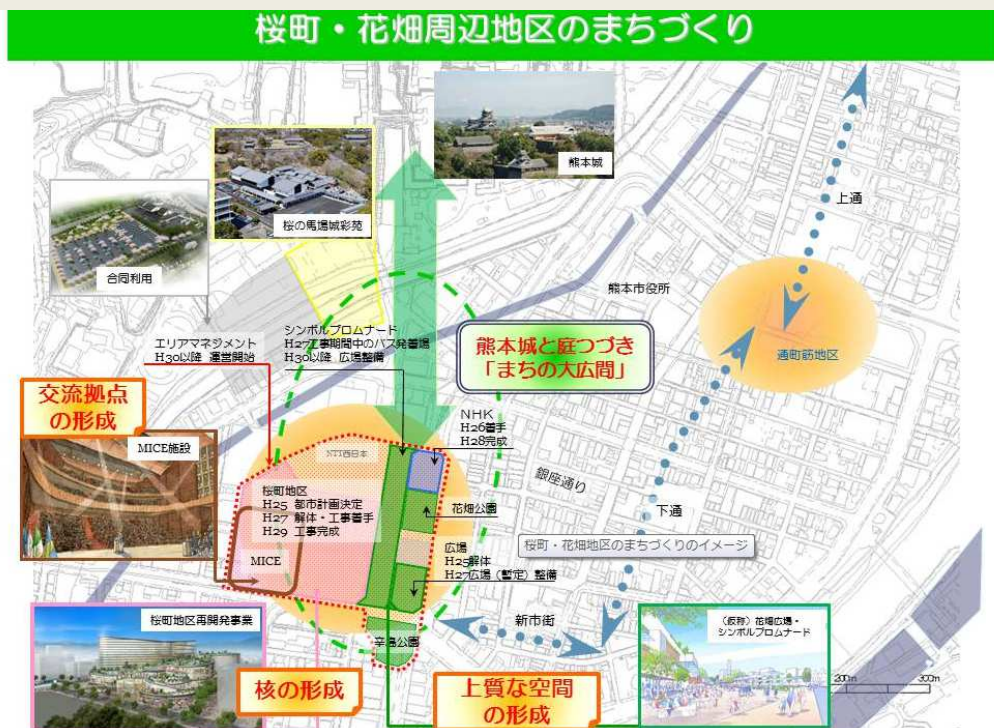 桜町・花畑周辺地区のまちづくり
熊本城
桜の馬場城彩苑
合同利用
上通
熊本市役所
通町筋地区
エリアマネジメント
H30以降 運営開始
シンボルプロムナード
H27工事期間中のバス発着場
H30以降 広場整備
熊本城と庭つづき
「まちの大広間」
交流拠点
の形成
MICE施設
NHK
H26着手
H28完成
NTT西日本
桜町地区
H25 都市計画決定
H27 解体・工事着手
H29 工事完成
MICE
銀座通り
花畑公園
下通
広場
H25解体
H27広場（暫定）整備
桜町・花畑地区のまちづくりのイメージ
新市街
辛島公園
桜町地区再開発事業
核の形成
上質な空間
の形成
（仮称）花畑広場・
シンボルプロムナード
200m
300m